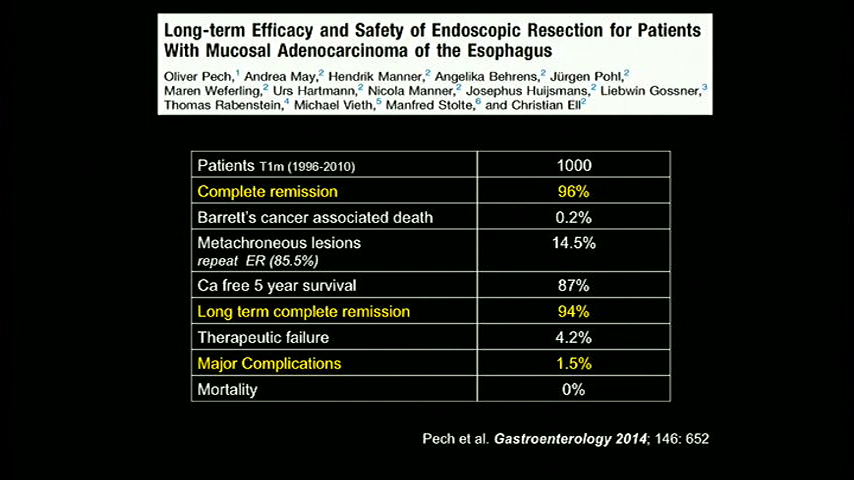 Long-term Efficacy and Safety of Endoscopic Resection for Patients
With Mucosal Adenocarcinoma of the Esophagus
Oliver Pech,1 Andrea May,2 Hendrik Manner,2 Angelika Behrens,2 Jürgen Pohl,2
Maren Weferling,2 Urs Hartmann,2 Nicola Manner,2 Josephus Huijsmans,2 Liebwin Gossner,3
Thomas Rabenstein,4 Michael Vieth,5 Manfred Stolte,6 and Christian Ell2
Patients T1m (1996-2010) 1000
Complete remission 96%
Barrett's cancer associated death 0.2%
Metachroneous lesions 14.5%
repeat ER (85.5%)
Ca free 5 year survival 87%
Long term complete remission 94%
Therapeutic failure 4.2%
Major Complications 1.5%
Mortality 0%
Pech et al. Gastroenterology 2014; 146: 652